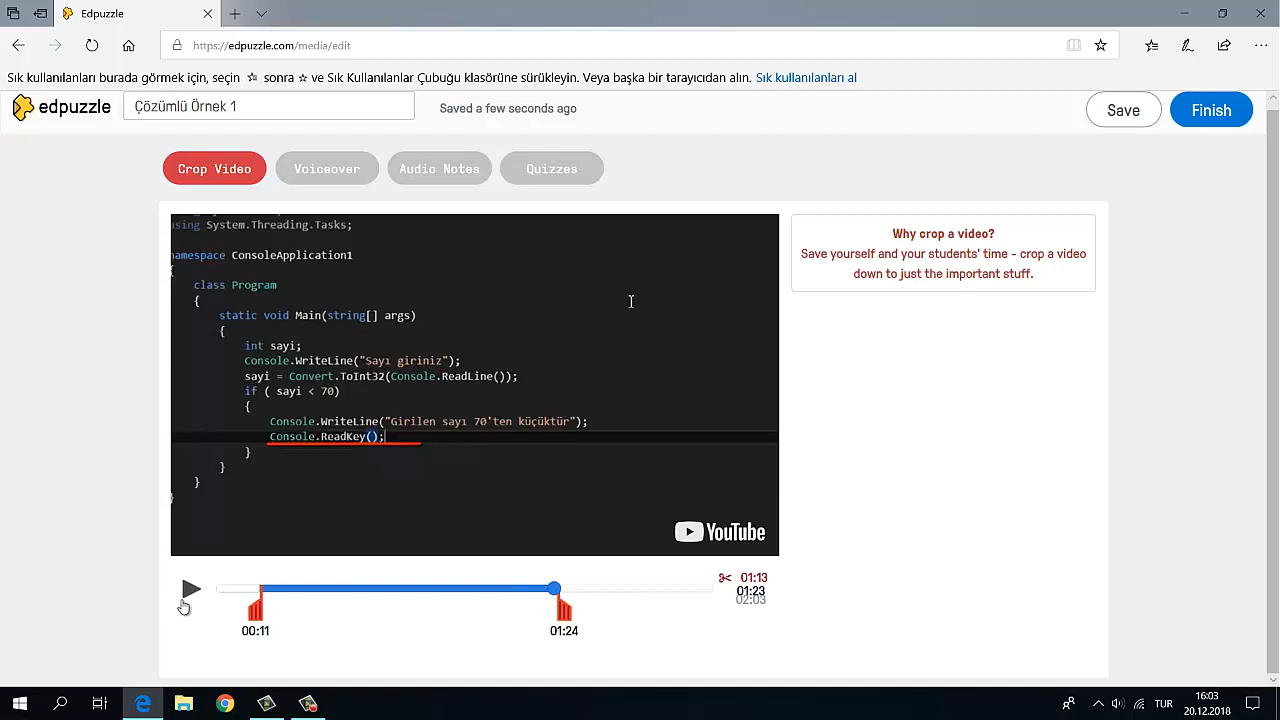 Edpuzzle
https://edpuzzle.com/media/edit
Sık kullanılanları burada görmek için, seçin ☆ sonra ☆ ve Sık Kullanılanlar Çubuğu klasörüne sürükleyin. Veya başka bir tarayıcıdan alın. Sık kullanılanları al
edpuzzle
Çözümlü Örnek 1
Saved a few seconds ago
Save
Finish
Crop Video
Voiceover
Audio Notes
Quizzes
using System.Threading.Tasks;
namespace ConsoleApplication1
{
class Program
{
static void Main(string[] args)
{
int sayi;
Console.WriteLine("Sayı giriniz");
sayi = Convert.ToInt32(Console.ReadLine());
if ( sayi < 70)
{
Console.WriteLine("Girilen sayı 70'ten küçüktür");
Console.ReadKey();
}
}
}
}
YouTube
Why crop a video?
Save yourself and your students' time - crop a video
down to just the important stuff.
01:13
01:23
02:03
00:11
01:24
TUR
16:03
20.12.2018